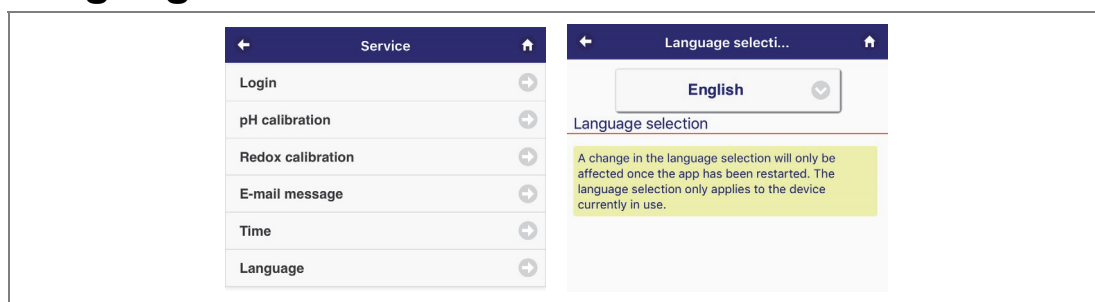 Service
Login
pH calibration
Redox calibration
E-mail message
Time
Language
Language selecti...
English
Language selection
A change in the language selection will only be
affected once the app has been restarted. The
language selection only applies to the device
currently in use.